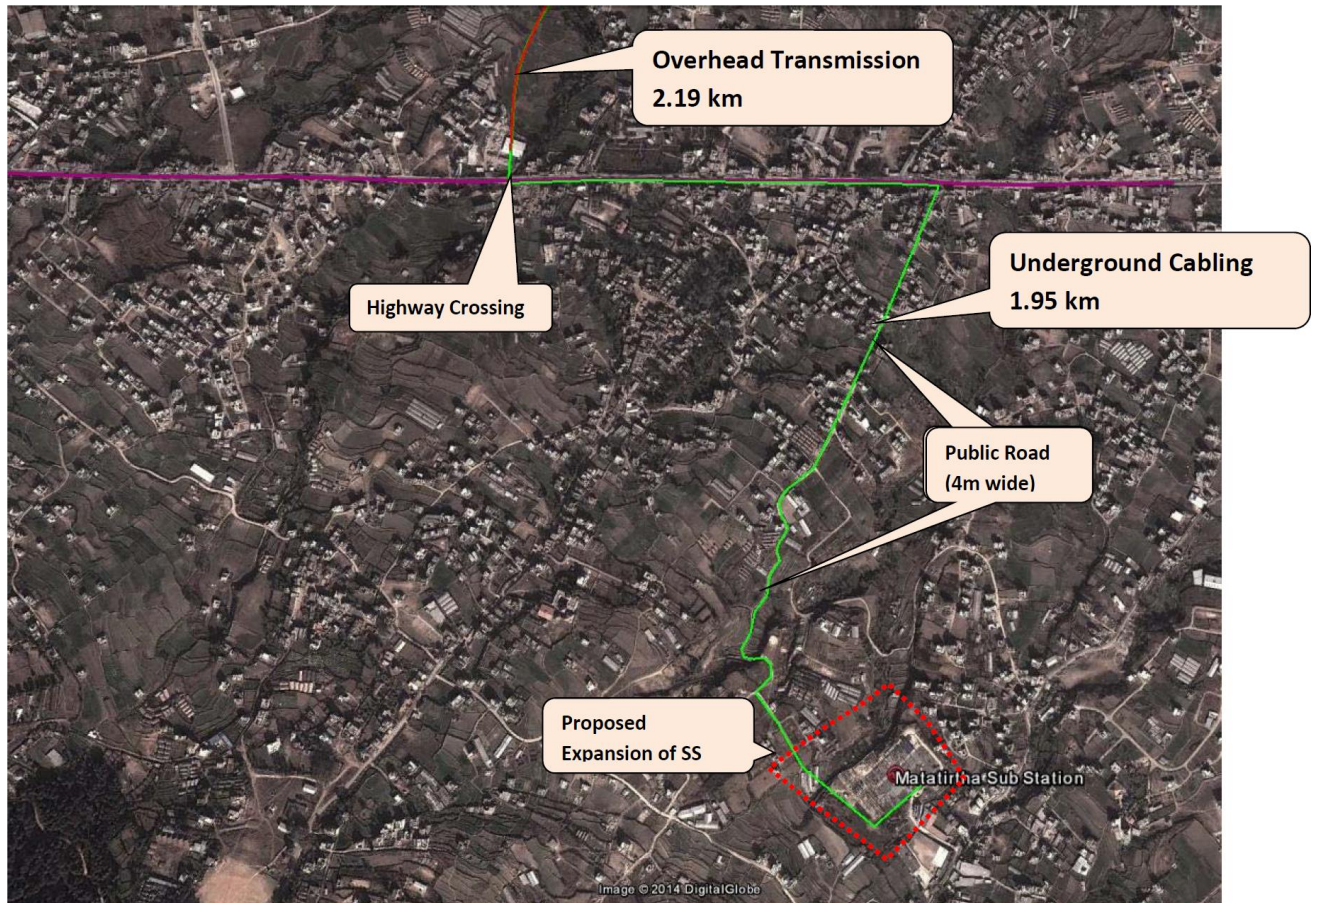 Overhead Transmission
2.19 km
Highway Crossing
Underground Cabling
1.95 km
Public Road
(4m wide)
Proposed
Expansion of SS
Matatirtha Sub Station
Image © 2014 DigitalGlobe